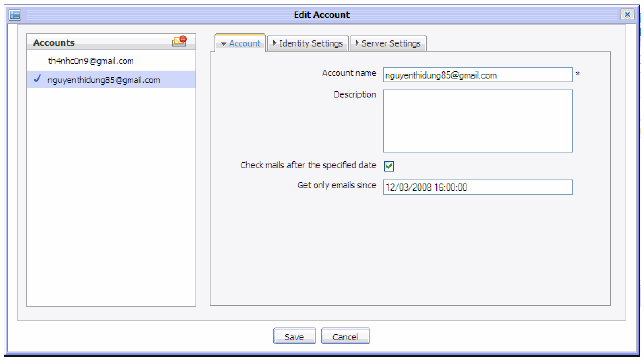 Edit Account
Accounts
th4nhc0n9@gmail.com
nguyenthidung85@gmail.com
Account
Identity Settings
Server Settings
Account name
nguyenthidung85@gmail.com *
Description
Check mails after the specified date
Get only emails since
12/03/2008 16:00:00
Save
Cancel